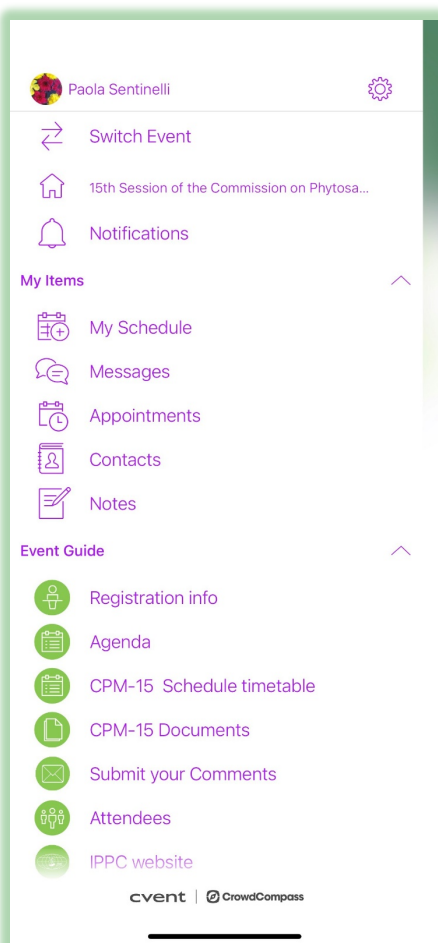 Paola Sentinelli
Switch Event
15th Session of the Commission on Phytosa...
Notifications
My Items
My Schedule
Messages
Appointments
Contacts
Notes
Event Guide
Registration info
Agenda
CPM-15 Schedule timetable
CPM-15 Documents
Submit your Comments
Attendees
IPPC website
cvent | CrowdCompass